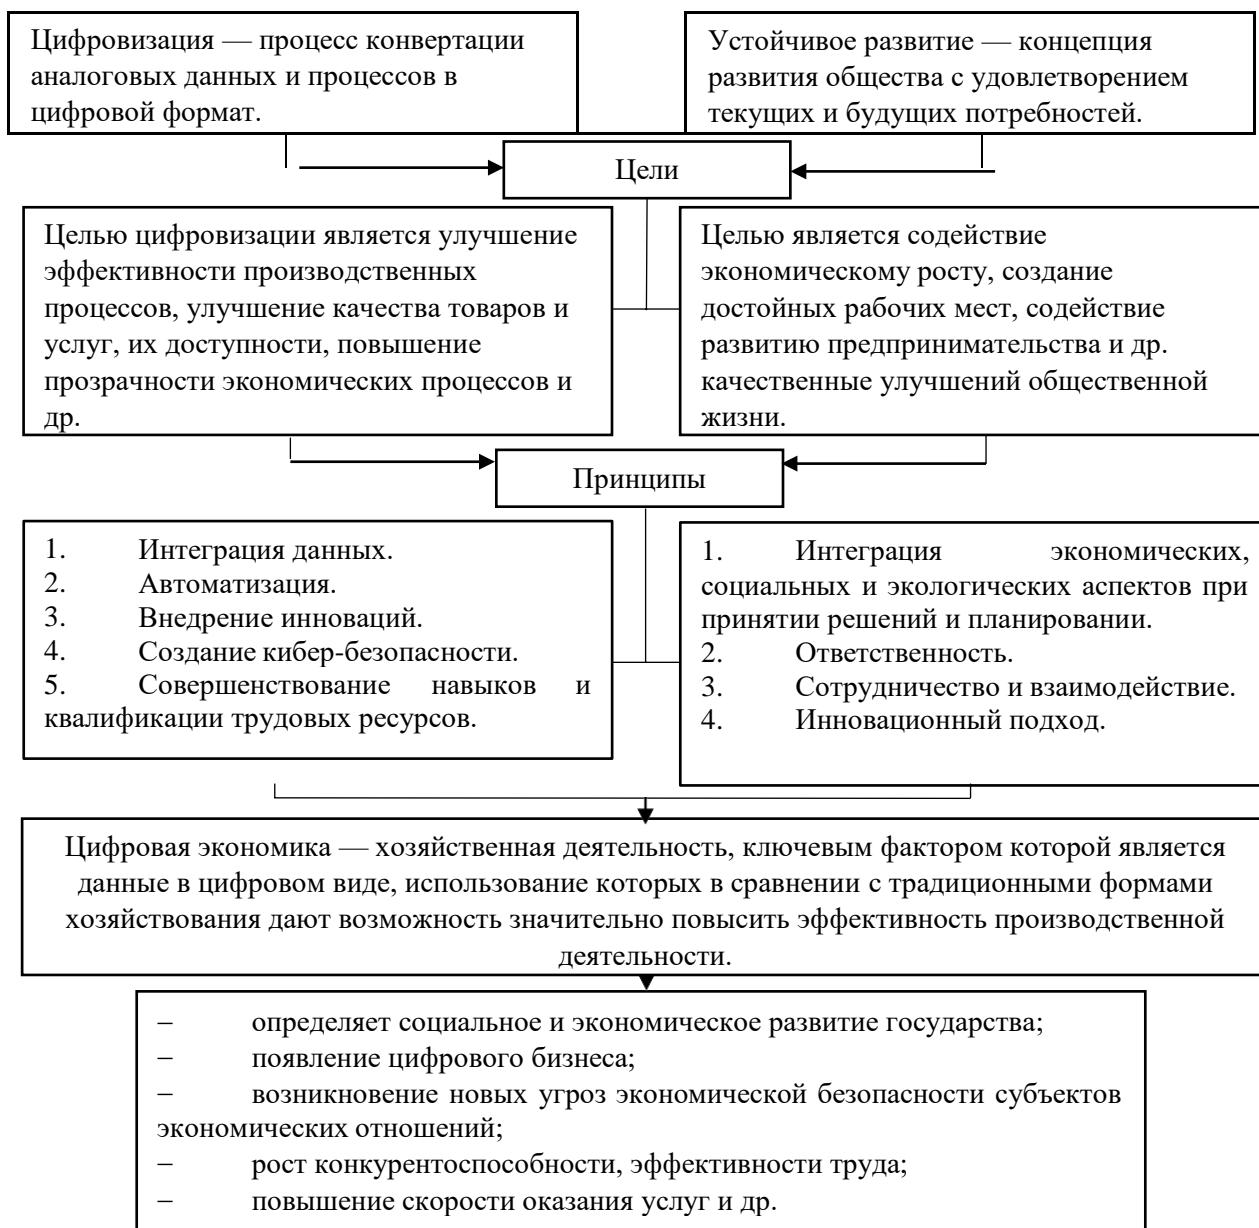 Цифровизация — процесс конвертации
аналоговых данных и процессов в
цифровой формат.
Устойчивое развитие — концепция
развития общества с удовлетворением
текущих и будущих потребностей.
Цели
Целью цифровизации является улучшение
эффективности производственных
процессов, улучшение качества товаров и
услуг, их доступности, повышение
прозрачности экономических процессов и
др.
Целью является содействие
экономическому росту, создание
достойных рабочих мест, содействие
развитию предпринимательства и др.
качественные улучшений общественной
жизни.
Принципы
1. Интеграция данных.
2. Автоматизация.
3. Внедрение инноваций.
4. Создание кибер-безопасности.
5. Совершенствование навыков и
квалификации трудовых ресурсов.
1. Интеграция экономических,
социальных и экологических аспектов при
принятии решений и планировании.
2. Ответственность.
3. Сотрудничество и взаимодействие.
4. Инновационный подход.
Цифровая экономика — хозяйственная деятельность, ключевым фактором которой является
данные в цифровом виде, использование которых в сравнении с традиционными формами
хозяйствования дают возможность значительно повысить эффективность производственной
деятельности.
– определяет социальное и экономическое развитие государства;
– появление цифрового бизнеса;
– возникновение новых угроз экономической безопасности субъектов
экономических отношений;
– рост конкурентоспособности, эффективности труда;
– повышение скорости оказания услуг и др.